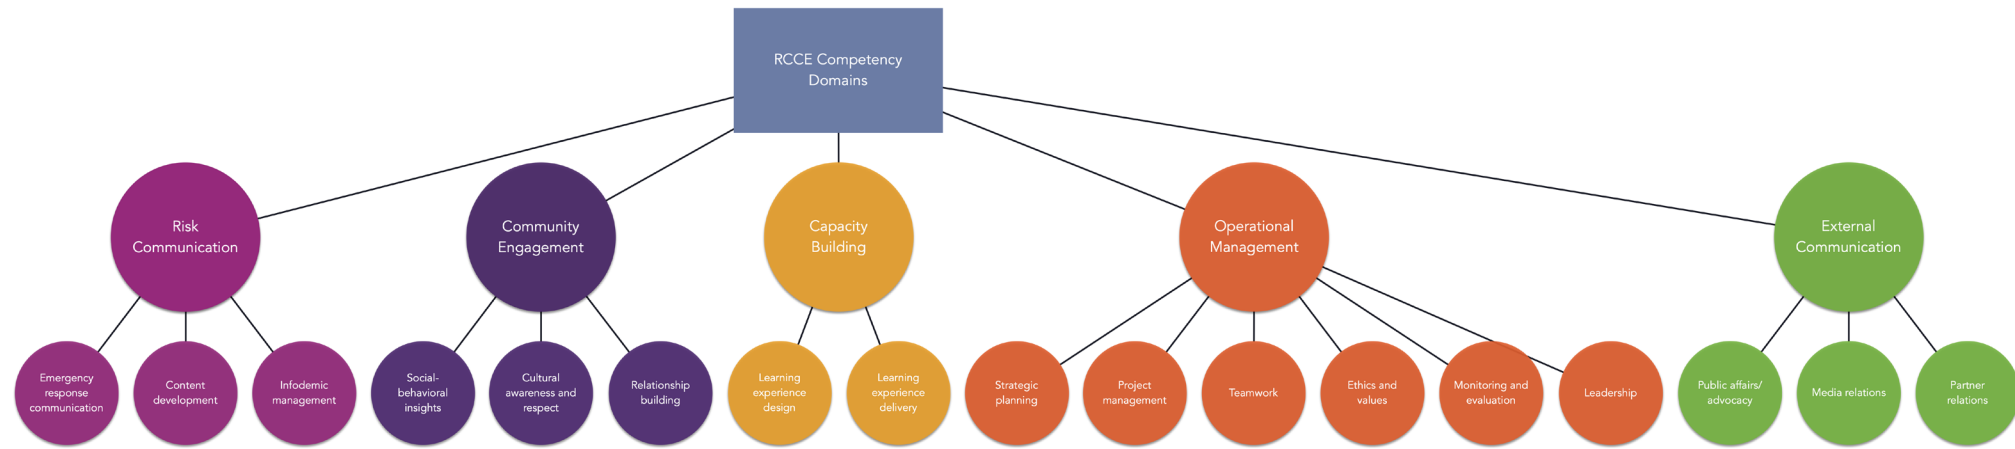 RCCE Competency
Domains
Risk
Communication
Community
Engagement
Capacity
Building
Operational
Management
External
Communication
Emergency
response
communication
Content
development
Infodemic
management
Social-
behavioral
insights
Cultural
awareness and
respect
Relationship
building
Learning
experience
design
Learning
experience
delivery
Strategic
planning
Project
management
Teamwork
Ethics and
values
Monitoring and
evaluation
Leadership
Public affairs/
advocacy
Media relations
Partner
relations